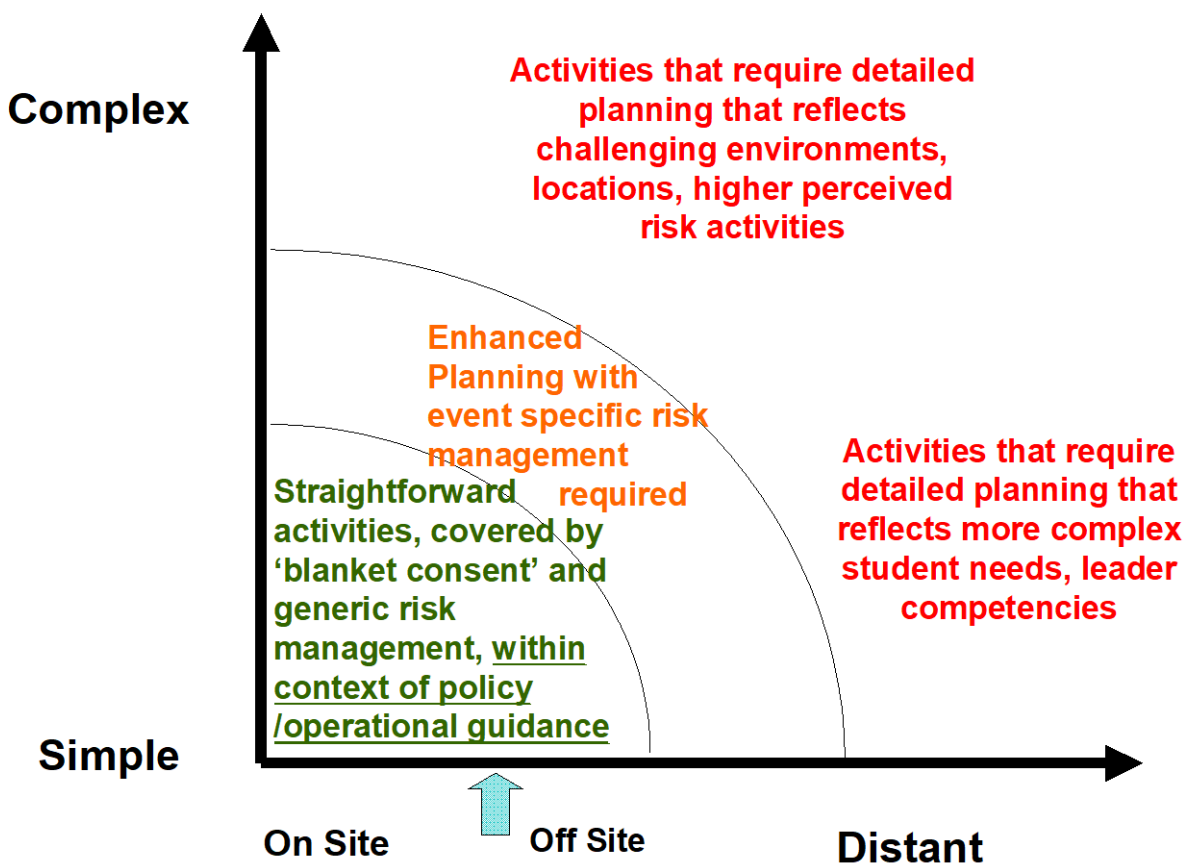 Complex
Activities that require detailed
planning that reflects
challenging environments,
locations, higher perceived
risk activities
Enhanced
Planning with
event specific risk
management
required
Straightforward
activities, covered by
‘blanket consent’ and
generic risk
management, within
context of policy
/operational guidance
Activities that require
detailed planning that
reflects more complex
student needs, leader
competencies
Simple
On Site
Off Site
Distant